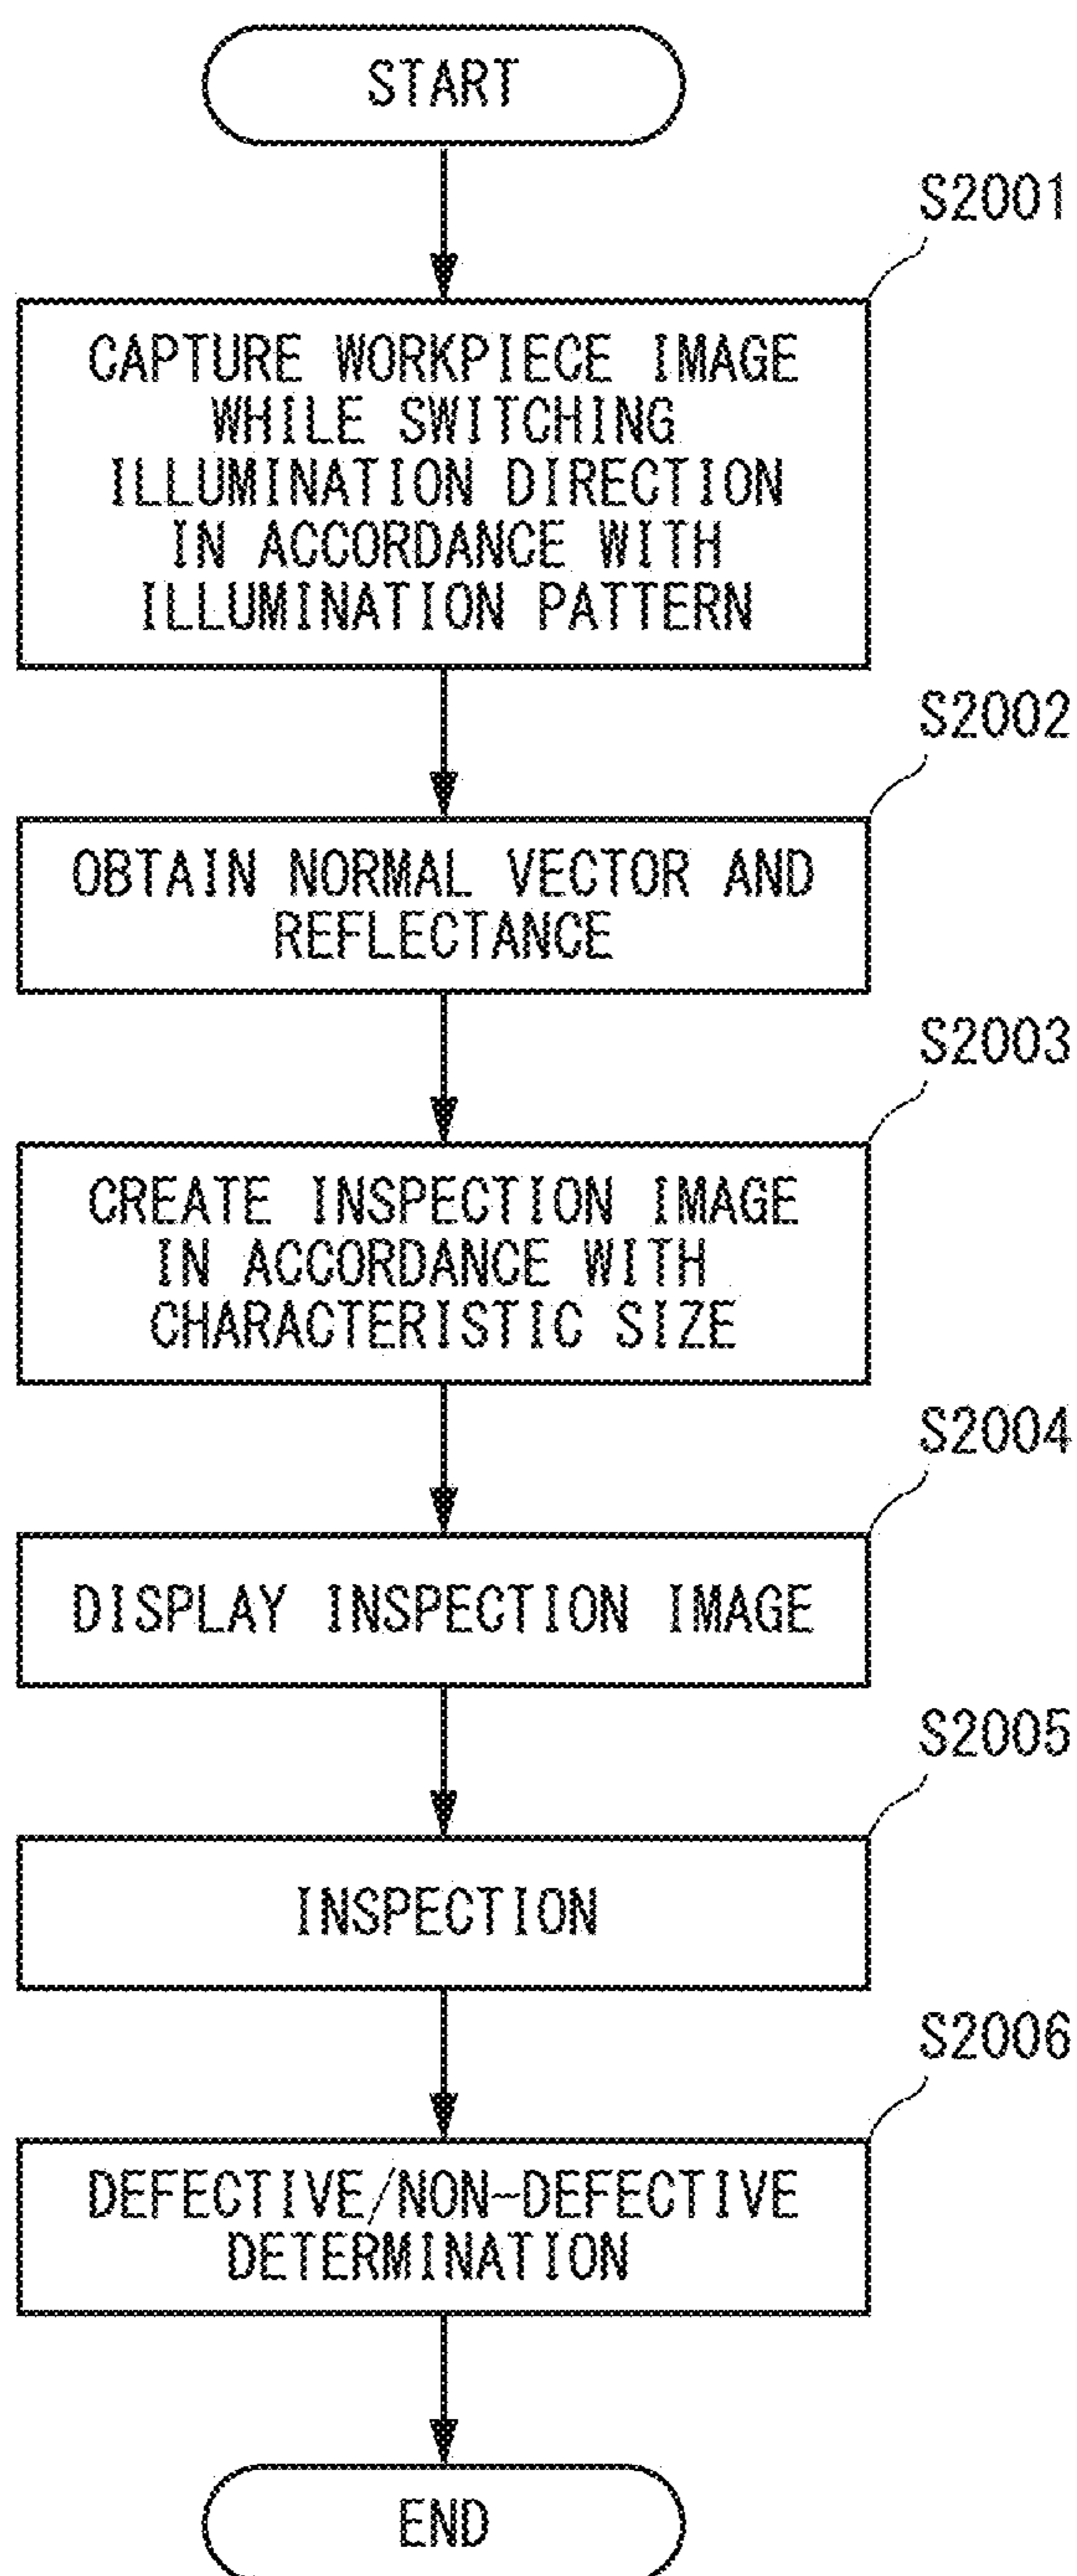 START
S2001
CAPTURE WORKPIECE IMAGE
WHILE SWITCHING
ILLUMINATION DIRECTION
IN ACCORDANCE WITH
ILLUMINATION PATTERN
S2002
OBTAIN NORMAL VECTOR AND
REFLECTANCE
S2003
CREATE INSPECTION IMAGE
IN ACCORDANCE WITH
CHARACTERISTIC SIZE
S2004
DISPLAY INSPECTION IMAGE
S2005
INSPECTION
S2006
DEFECTIVE/NON-DEFECTIVE
DETERMINATION
END